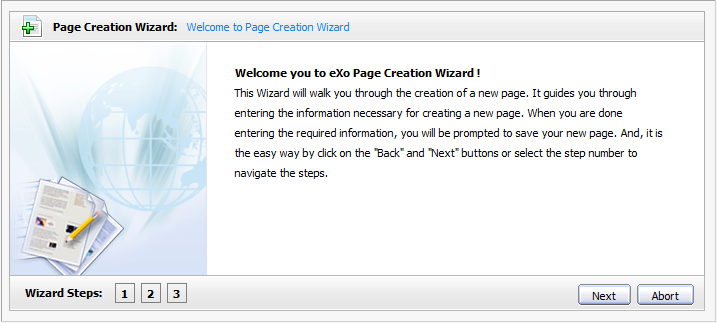 Page Creation Wizard: Welcome to Page Creation Wizard
Welcome you to eXo Page Creation Wizard !
This Wizard will walk you through the creation of a new page. It guides you through
entering the information necessary for creating a new page. When you are done
entering the required information, you will be prompted to save your new page. And, it is
the easy way by click on the "Back" and "Next" buttons or select the step number to
navigate the steps.
Wizard Steps: 1 2 3 Next Abort